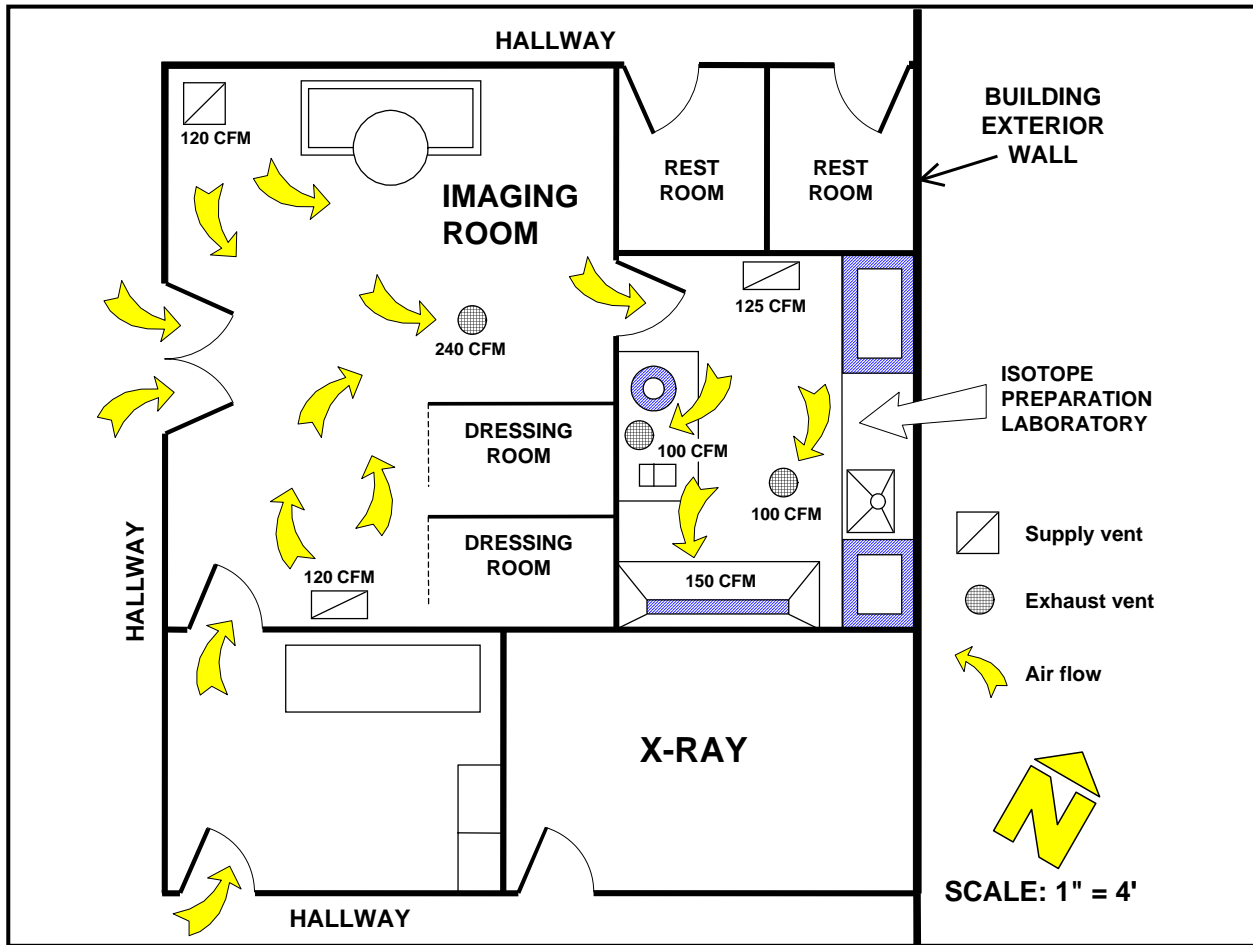 HALLWAY
120 CFM
IMAGING
ROOM
REST
ROOM
REST
ROOM
BUILDING
EXTERIOR
WALL
125 CFM
240 CFM
ISOTOPE
PREPARATION
LABORATORY
DRESSING
ROOM
100 CFM
100 CFM
DRESSING
ROOM
120 CFM
150 CFM
HALLWAY
Supply vent
Exhaust vent
Air flow
X-RAY
N
SCALE: 1" = 4'
HALLWAY